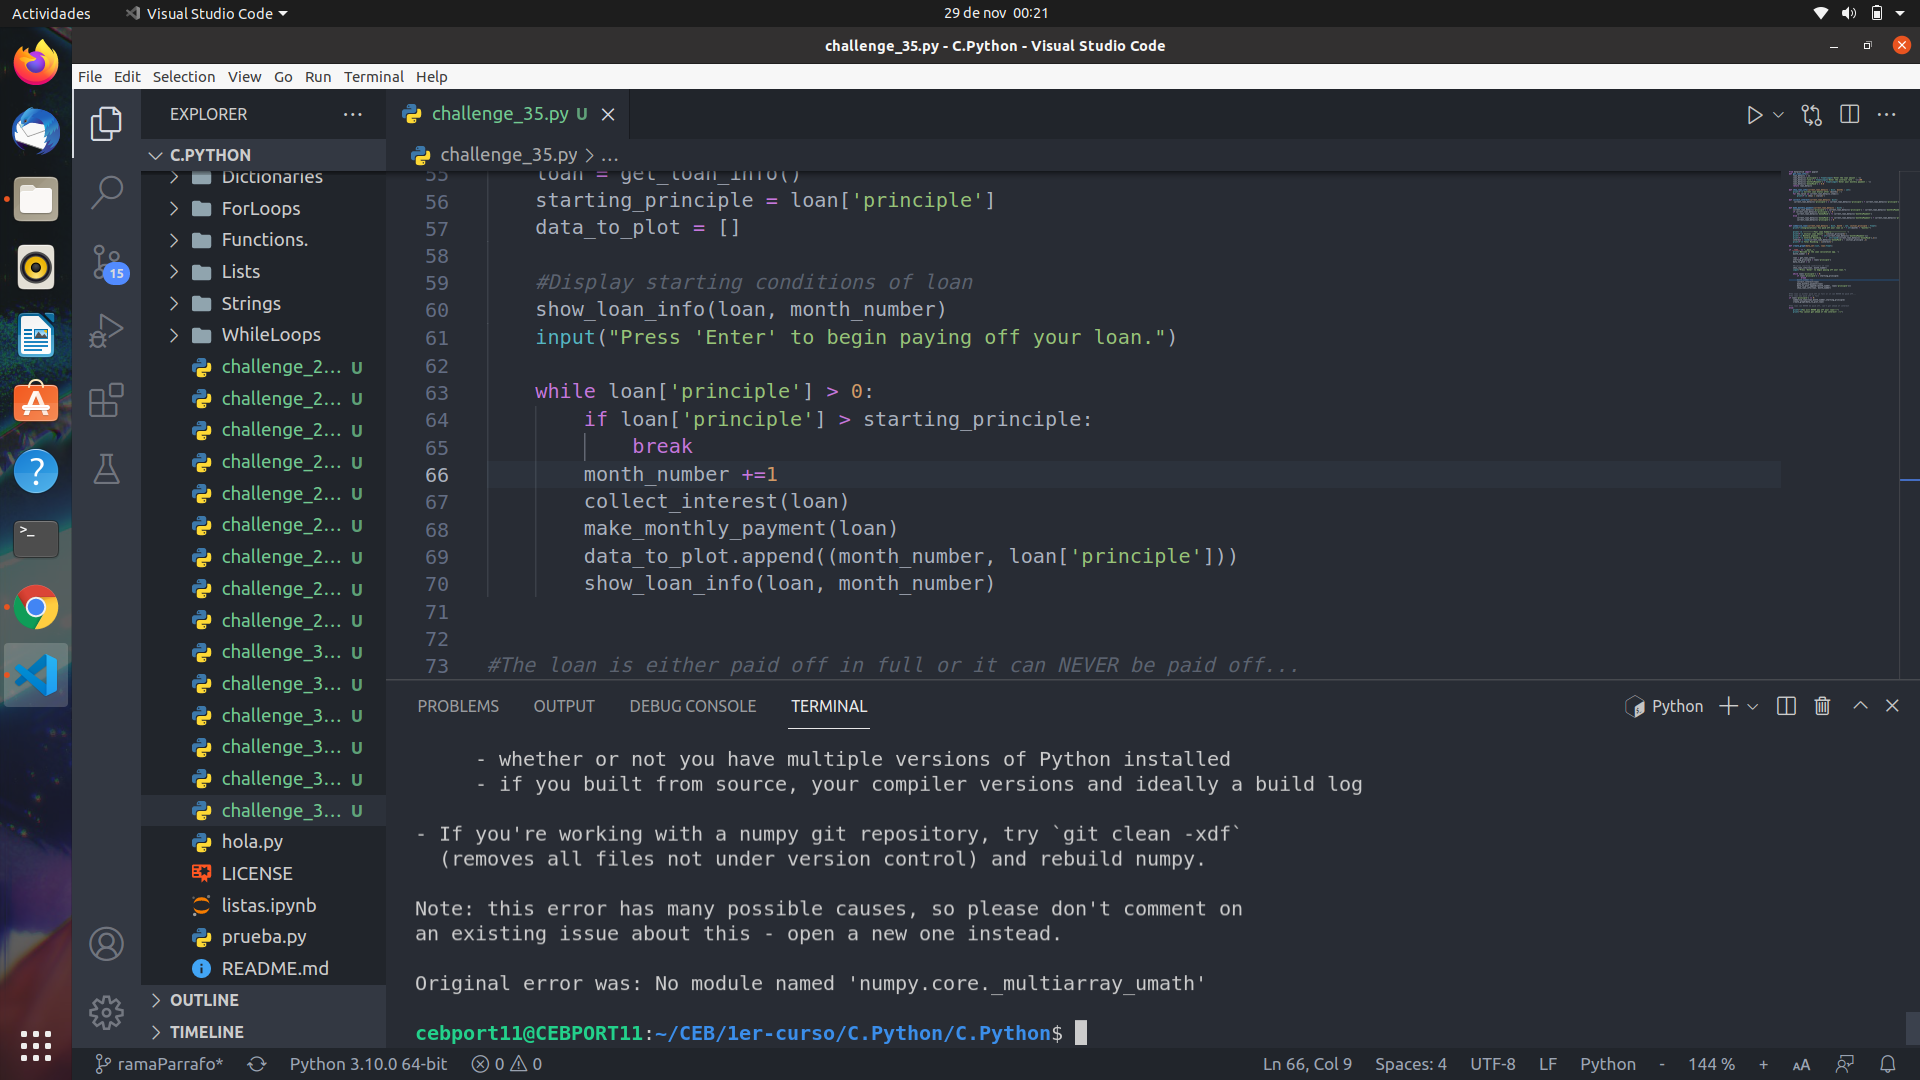 Actividades
Visual Studio Code
29 de nov 00:21
challenge_35.py - C.Python - Visual Studio Code
File Edit Selection View Go Run Terminal Help
EXPLORER
challenge_35.py U
C.PYTHON
challenge_35.py > ...
Dictionaries
ForLoops
Functions.
Lists
Strings
WhileLoops
challenge_2... U
challenge_2... U
challenge_2... U
challenge_2... U
challenge_2... U
challenge_2... U
challenge_2... U
challenge_2... U
challenge_2... U
challenge_3... U
challenge_3... U
challenge_3... U
challenge_3... U
challenge_3... U
challenge_3... U
hola.py
LICENSE
listas.ipynb
prueba.py
README.md
OUTLINE
TIMELINE
15
55 loan = get_loan_info()
56 starting_principle = loan['principle']
57 data_to_plot = []
58
59 #Display starting conditions of loan
60 show_loan_info(loan, month_number)
61 input("Press 'Enter' to begin paying off your loan.")
62
63 while loan['principle'] > 0:
64 if loan['principle'] > starting_principle:
65 break
66 month_number +=1
67 collect_interest(loan)
68 make_monthly_payment(loan)
69 data_to_plot.append((month_number, loan['principle']))
70 show_loan_info(loan, month_number)
71
72
73 #The loan is either paid off in full or it can NEVER be paid off...
PROBLEMS OUTPUT DEBUG CONSOLE TERMINAL
Python
- whether or not you have multiple versions of Python installed
- if you built from source, your compiler versions and ideally a build log
- If you're working with a numpy git repository, try `git clean -xdf`
(removes all files not under version control) and rebuild numpy.
Note: this error has many possible causes, so please don't comment on
an existing issue about this - open a new one instead.
Original error was: No module named 'numpy.core._multiarray_umath'
cebport11@CEBPORT11:~/CEB/1er-curso/C.Python/C.Python$
ramaParrafo* Python 3.10.0 64-bit 0 0 Ln 66, Col 9 Spaces: 4 UTF-8 LF Python - 144 % + AA